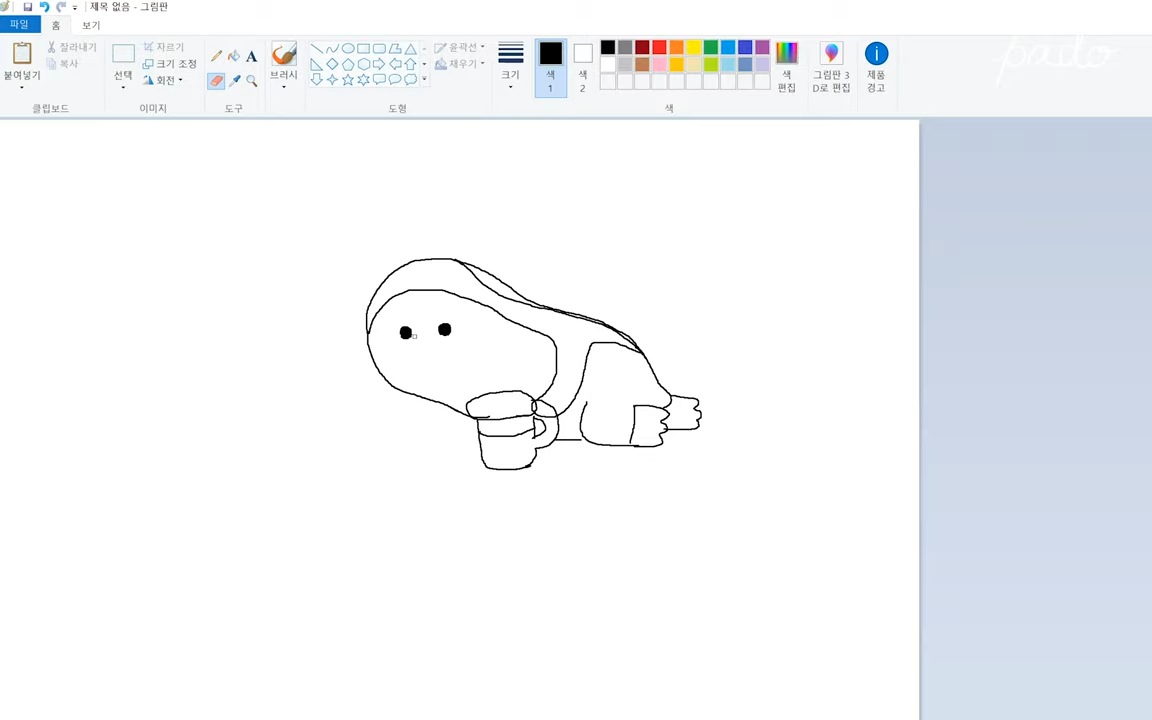 제목 없음 - 그림판
파일 홈 보기
붙여넣기
잘라내기
복사
클립보드
선택
자르기
크기 조정
회전
이미지
A
도구
브러시
윤곽선
채우기
도형
크기
색
1
색
2
색
편집
색
그림판 3
D로 편집
제품
경고
pado